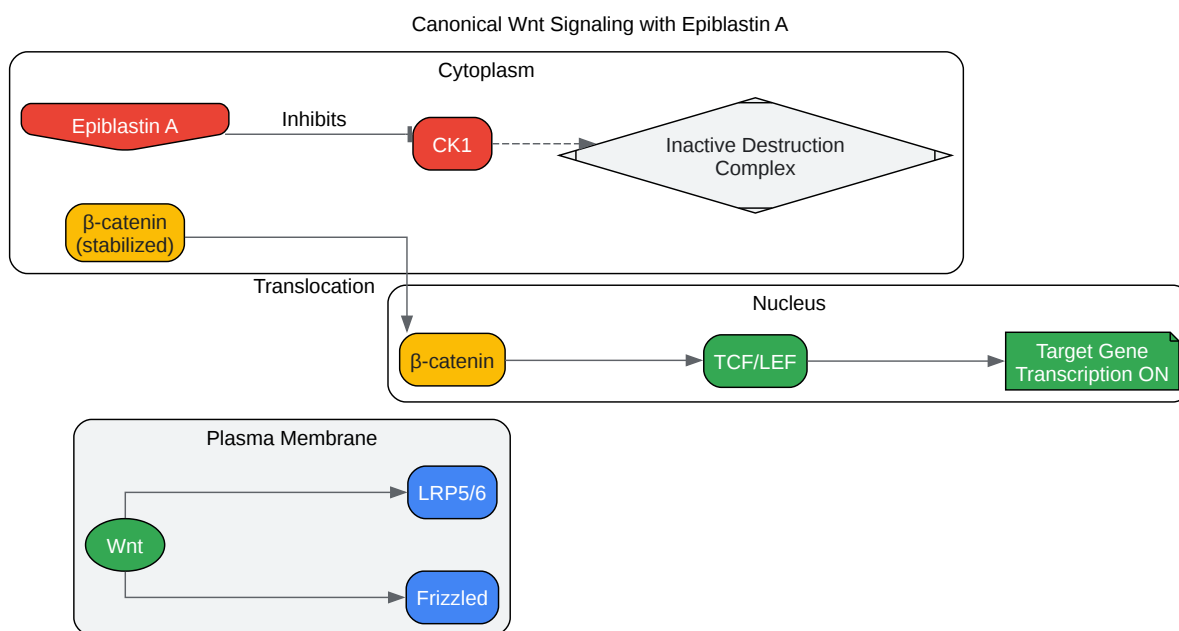 Canonical Wnt Signaling with Epiblastin A
Cytoplasm
Epiblastin A
Inhibits
CK1
Inactive Destruction
Complex
β-catenin
(stabilized)
Translocation
Nucleus
β-catenin
TCF/LEF
Target Gene
Transcription ON
Plasma Membrane
LRP5/6
Wnt
Frizzled